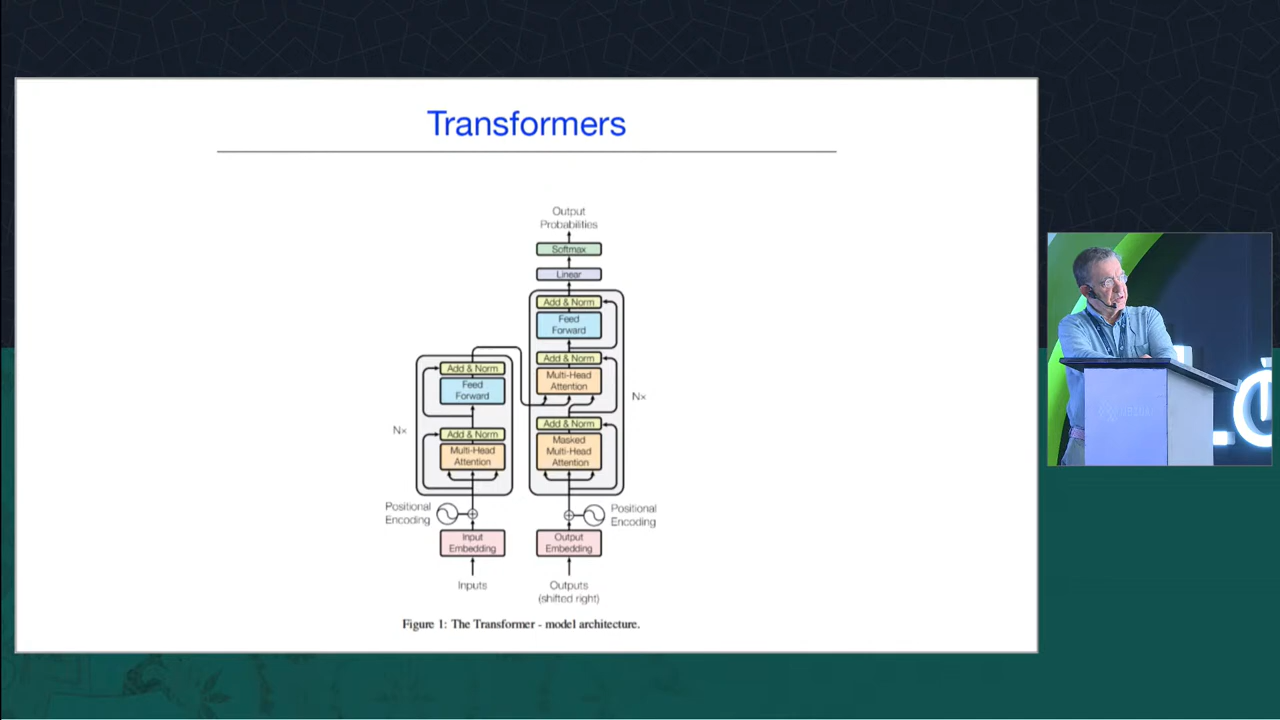 Transformers
Output
Probabilities
Softmax
Linear
Add & Norm
Feed
Forward
Add & Norm
Multi-Head
Attention
Nx
Add & Norm
Masked
Multi-Head
Attention
Add & Norm
Feed
Forward
Nx
Add & Norm
Multi-Head
Attention
Positional
Encoding
Positional
Encoding
Input
Embedding
Output
Embedding
Inputs
Outputs
(shifted right)
Figure 1: The Transformer - model architecture.